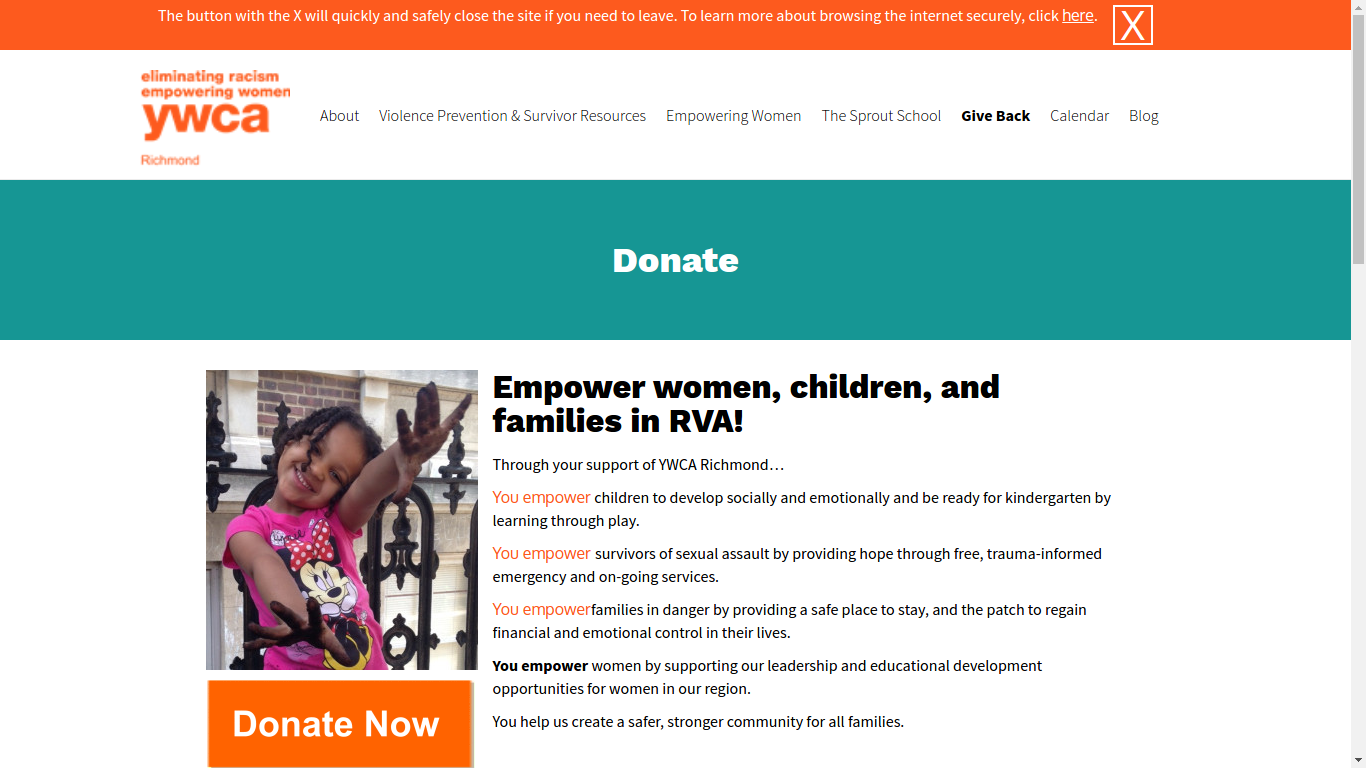 The button with the X will quickly and safely close the site if you need to leave. To learn more about browsing the internet securely, click here.
X
eliminating racism
empowering women
ywca
Richmond
About
Violence Prevention & Survivor Resources
Empowering Women
The Sprout School
Give Back
Calendar
Blog
Donate
Empower women, children, and
families in RVA!
Through your support of YWCA Richmond…
You empower children to develop socially and emotionally and be ready for kindergarten by
learning through play.
You empower survivors of sexual assault by providing hope through free, trauma-informed
emergency and on-going services.
You empowerfamilies in danger by providing a safe place to stay, and the patch to regain
financial and emotional control in their lives.
You empower women by supporting our leadership and educational development
opportunities for women in our region.
You help us create a safer, stronger community for all families.
Donate Now